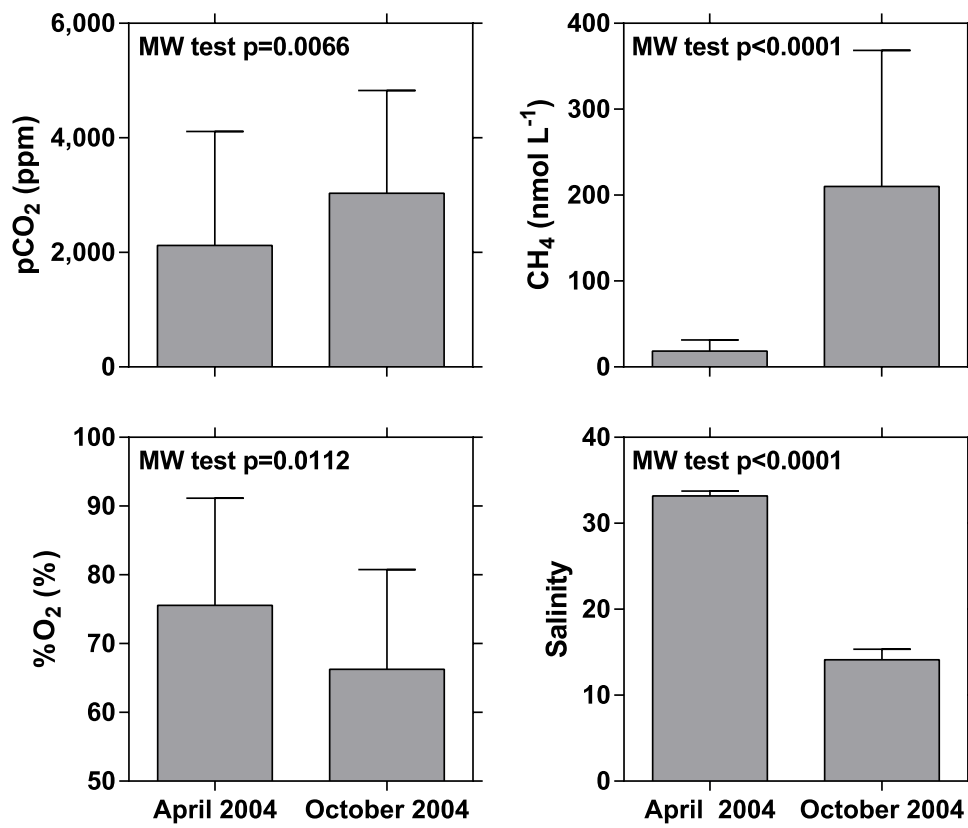 6,000
4,000
2,000
0
pCO₂ (ppm)
MW test p=0.0066
400
300
200
100
0
CH₄ (nmol L⁻¹)
MW test p<0.0001
100
90
80
70
60
50
%O₂ (%)
MW test p=0.0112
April 2004
October 2004
40
30
20
10
0
Salinity
MW test p<0.0001
April 2004
October 2004